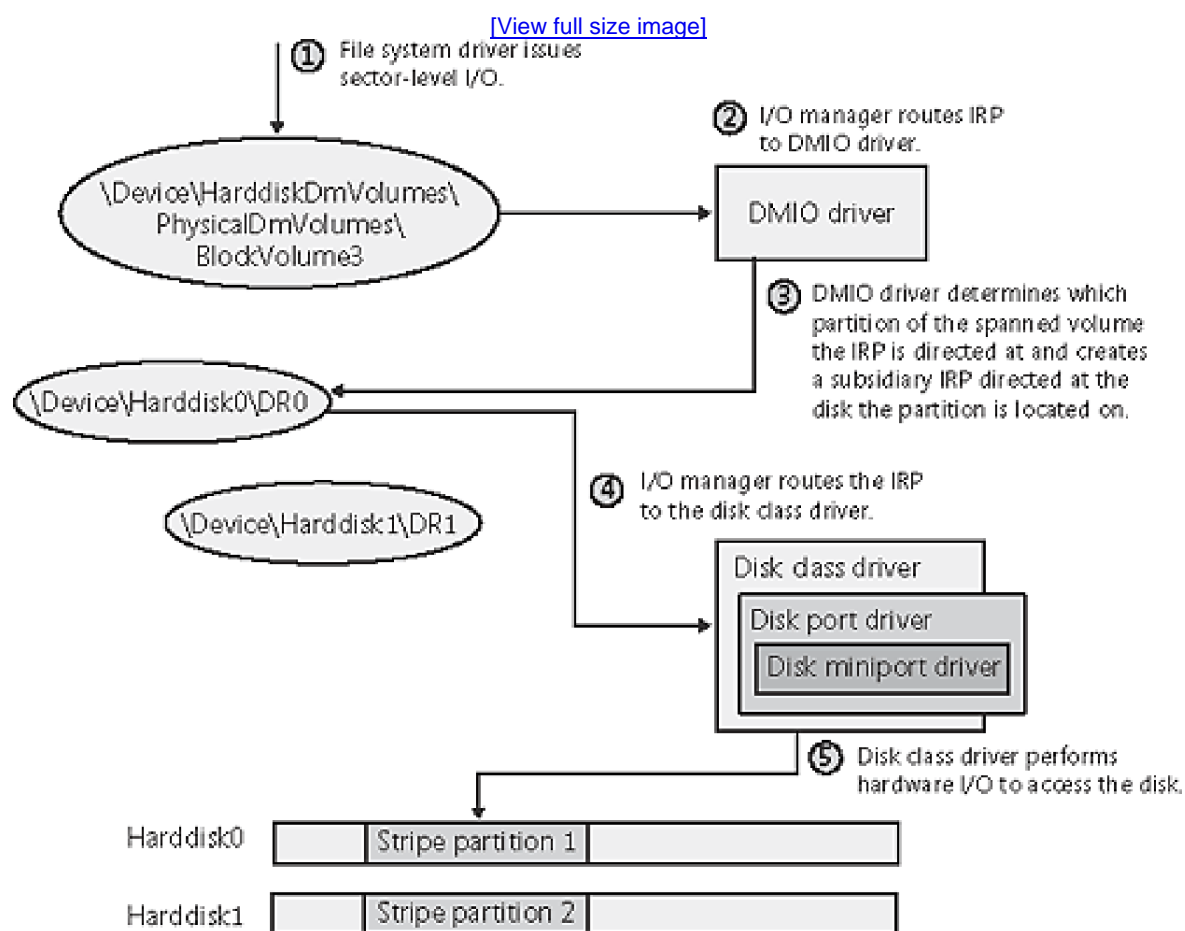 [View full size image]
① File system driver issues
sector-level I/O.
② I/O manager routes IRP
to DMIO driver.
\Device\HarddiskDmVolumes\
PhysicalDmVolumes\
BlockVolume3
DMIO driver
③ DMIO driver determines which
partition of the spanned volume
the IRP is directed at and creates
a subsidiary IRP directed at the
disk the partition is located on.
\Device\Harddisk0\DR0
④ I/O manager routes the IRP
to the disk class driver.
\Device\Harddisk1\DR1
Disk class driver
Disk port driver
Disk miniport driver
⑤ Disk class driver performs
hardware I/O to access the disk.
Harddisk0
Stripe partition 1
Harddisk1
Stripe partition 2